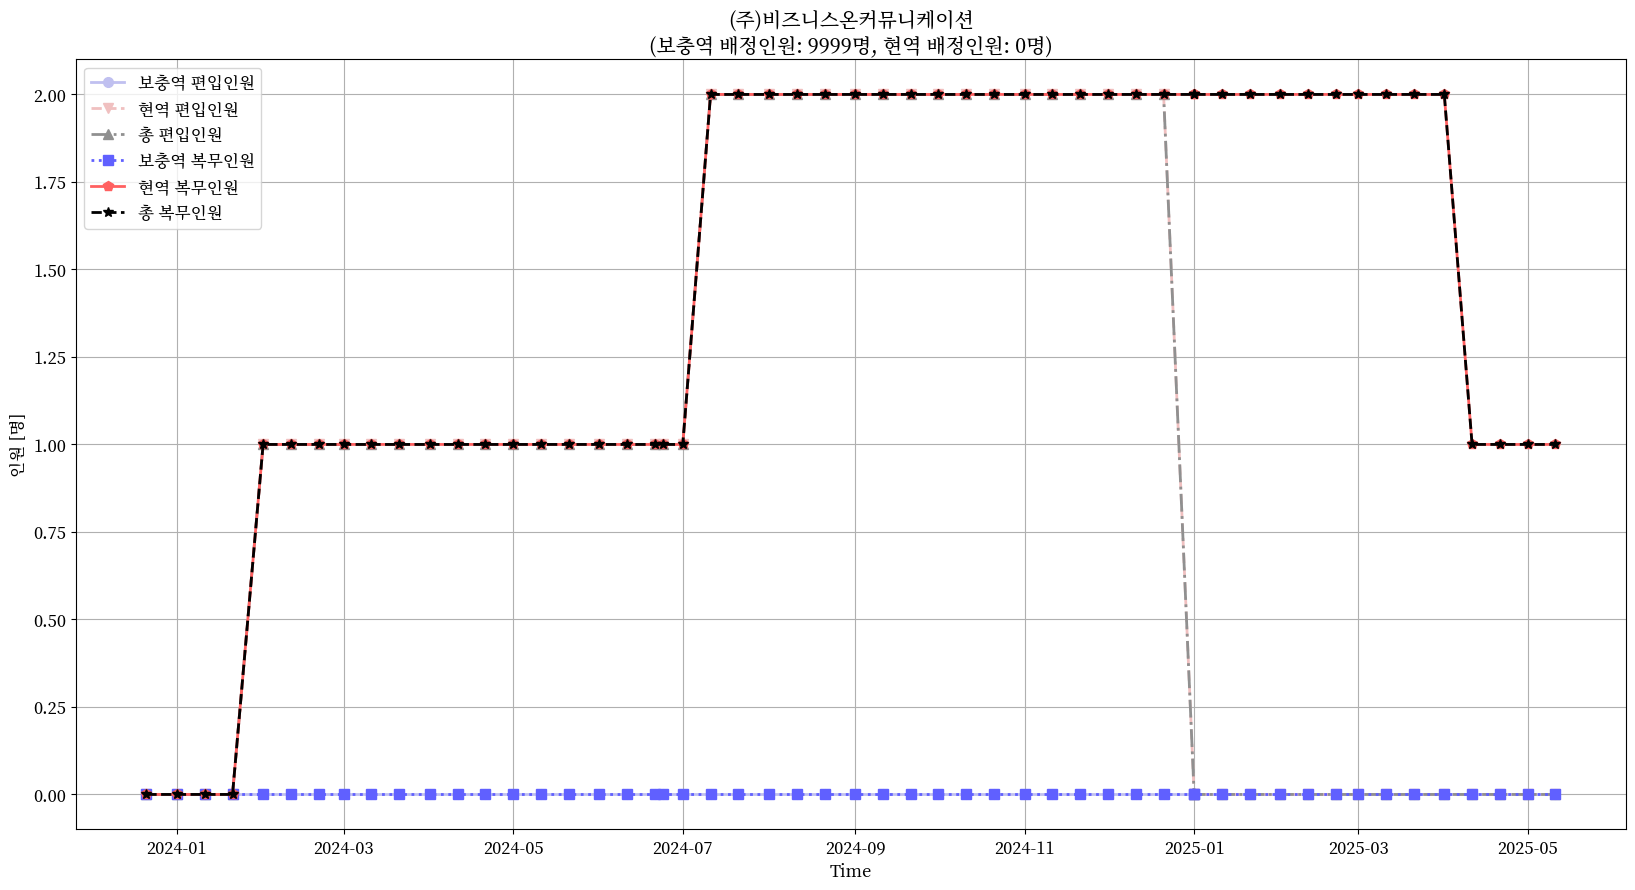 (주)비즈니스온커뮤니케이션
(보충역 배정인원: 9999명, 현역 배정인원: 0명)
보충역 편입인원
현역 편입인원
총 편입인원
보충역 복무인원
현역 복무인원
총 복무인원
2.00
1.75
1.50
1.25
1.00
0.75
0.50
0.25
0.00
인원 [명]
2024-01 2024-03 2024-05 2024-07 2024-09 2024-11 2025-01 2025-03 2025-05
Time